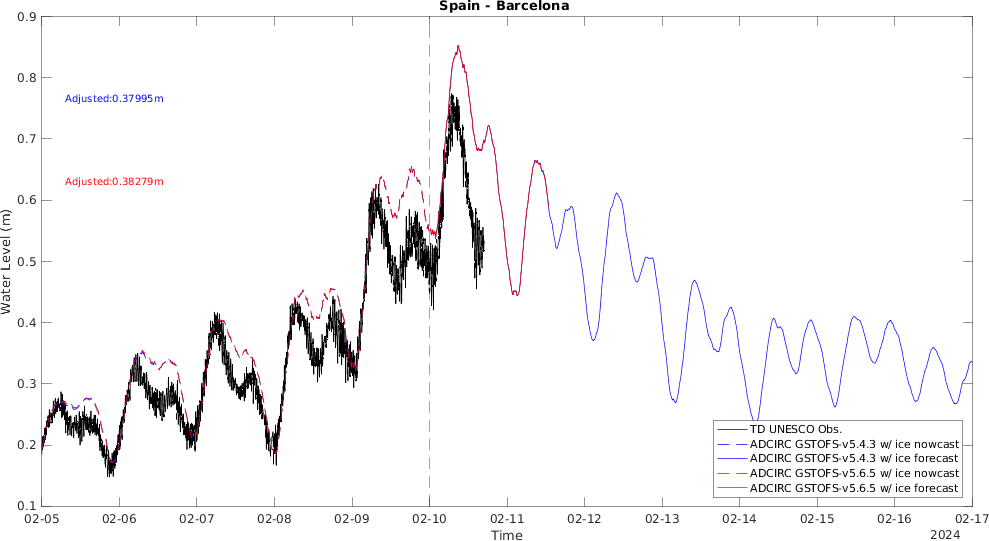 Spain - Barcelona
0.9
0.8
Adjusted:0.37995m
0.7
Adjusted:0.38279m
0.6
0.5
0.4
0.3
0.2
0.1
Water Level (m)
TD UNESCO Obs.
ADCIRC GSTOFS-v5.4.3 w/ ice nowcast
ADCIRC GSTOFS-v5.4.3 w/ ice forecast
ADCIRC GSTOFS-v5.6.5 w/ ice nowcast
ADCIRC GSTOFS-v5.6.5 w/ ice forecast
02-05 02-06 02-07 02-08 02-09 02-10 02-11 02-12 02-13 02-14 02-15 02-16 02-17
Time
2024